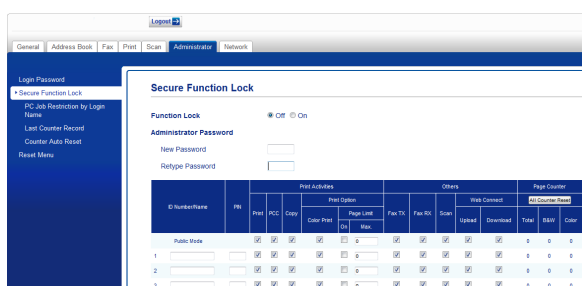 Logout
General Address Book Fax Print Scan Administrator Network
Login Password
Secure Function Lock
PC Job Restriction by Login
Name
Last Counter Record
Counter Auto Reset
Reset Menu
Secure Function Lock
Function Lock Off On
Administrator Password
New Password
Retype Password
Print Activities Others Page Counter
Print Option Web Connect All Counter Reset
ID Number/Name PIN Print PCC Copy Color Print Page Limit Fax TX Fax RX Scan Upload Download Total B&W Color
On Max.
Public Mode 0 0 0 0
1 0 0 0 0
2 0 0 0 0
3